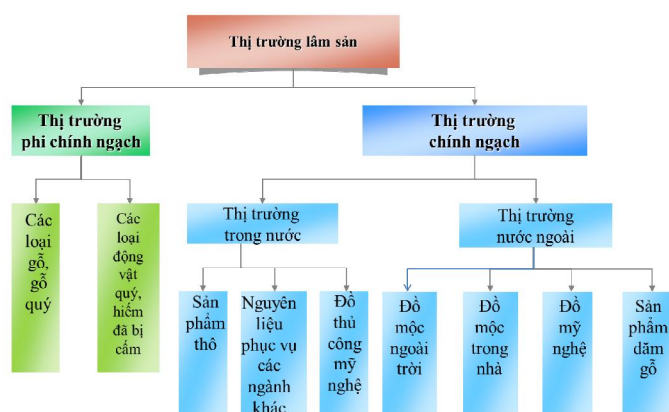 Thị trường lâm sản
Thị trường
phi chính ngạch
Thị trường
chính ngạch
Các
loại
gỗ,
gỗ
quý
Các
loại
động
vật
quý,
hiếm
đã bị
cấm
Thị trường
trong nước
Thị trường
nước ngoài
Sản
phẩm
thô
Nguyên
liệu
phục vụ
các
ngành
khác
Đồ thủ
công
mỹ
nghệ
Đồ
mộc
ngoài
trời
Đồ
mộc
trong
nhà
Đồ
mỹ
nghệ
Sản
phẩm
dăm
gỗ